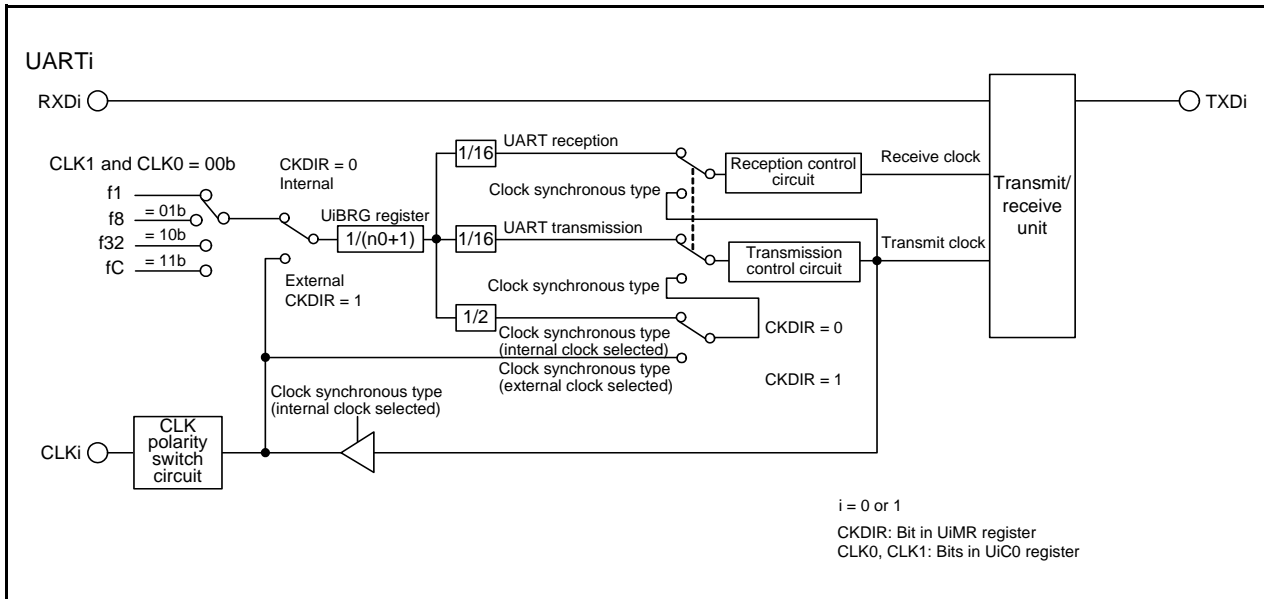 UARTi
RXDi
TXDi
CLK1 and CLK0 = 00b
f1
f8
= 01b
f32
= 10b
fC
= 11b
CKDIR = 0
Internal
External
CKDIR = 1
UiBRG register
1/(n0+1)
1/16
UART reception
Clock synchronous type
1/16
UART transmission
Clock synchronous type
1/2
Clock synchronous type
(internal clock selected)
Clock synchronous type
(external clock selected)
CKDIR = 0
CKDIR = 1
Reception control
circuit
Receive clock
Transmission
control circuit
Transmit clock
Transmit/
receive
unit
Clock synchronous type
(internal clock selected)
CLKi
CLK
polarity
switch
circuit
i = 0 or 1
CKDIR: Bit in UiMR register
CLK0, CLK1: Bits in UiC0 register